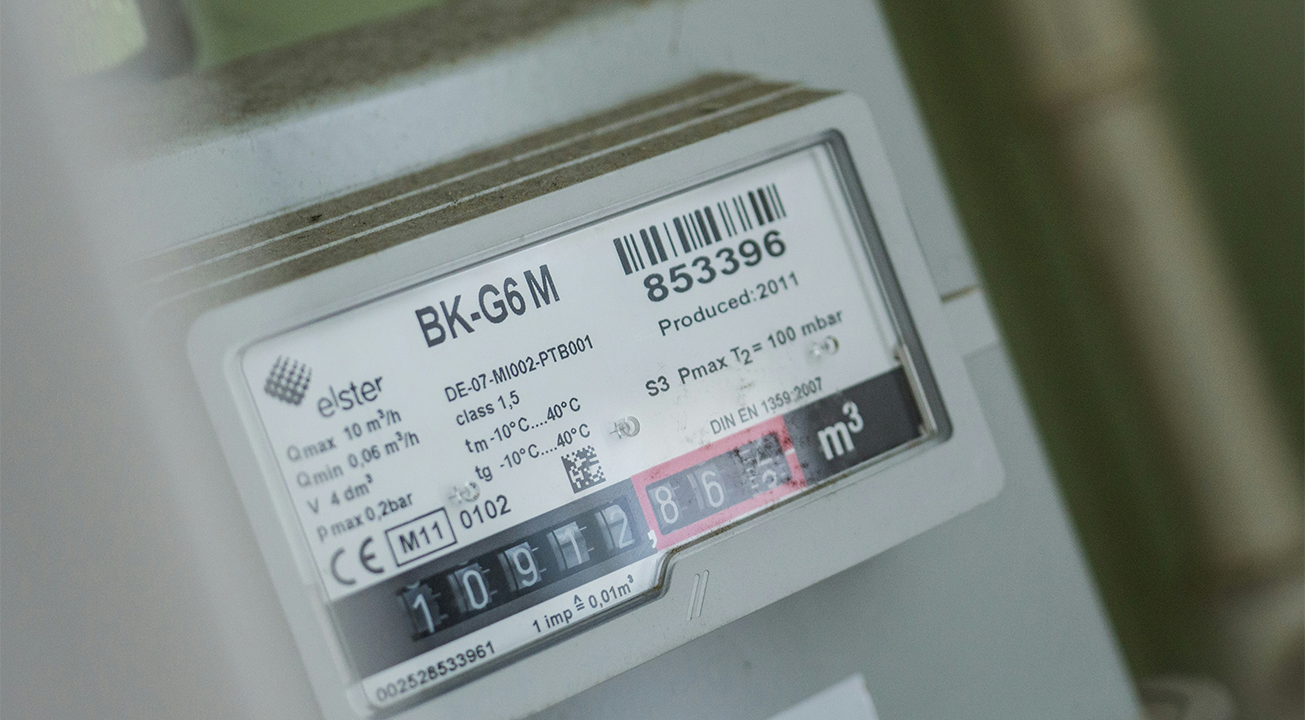 BK-G6 M
853396
Produced:2011
elster
Qmax 10 m³/h
Qmin 0,06 m³/h
V 4 dm³
pmax 0,2bar
DE-07-MI002-PTB001
class 1,5
tm -10°C....40°C
tg -10°C....40°C
S3 Pmax T₂= 100 mbar
DIN EN 1359:2007
CE M11 0102
10912,86 m³
1 imp ≙ 0,01m³
002528533961